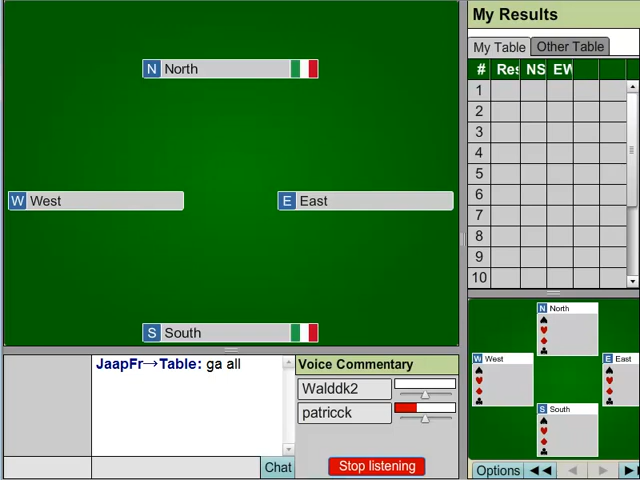 My Results
My Table
Other Table
# Res NS EW
1
2
3
4
5
6
7
8
9
10
N North
W West
E East
S South
JaapFr→Table: ga all
Chat
Voice Commentary
Walddk2
patricck
Stop listening
N North
W West
E East
S South
Options